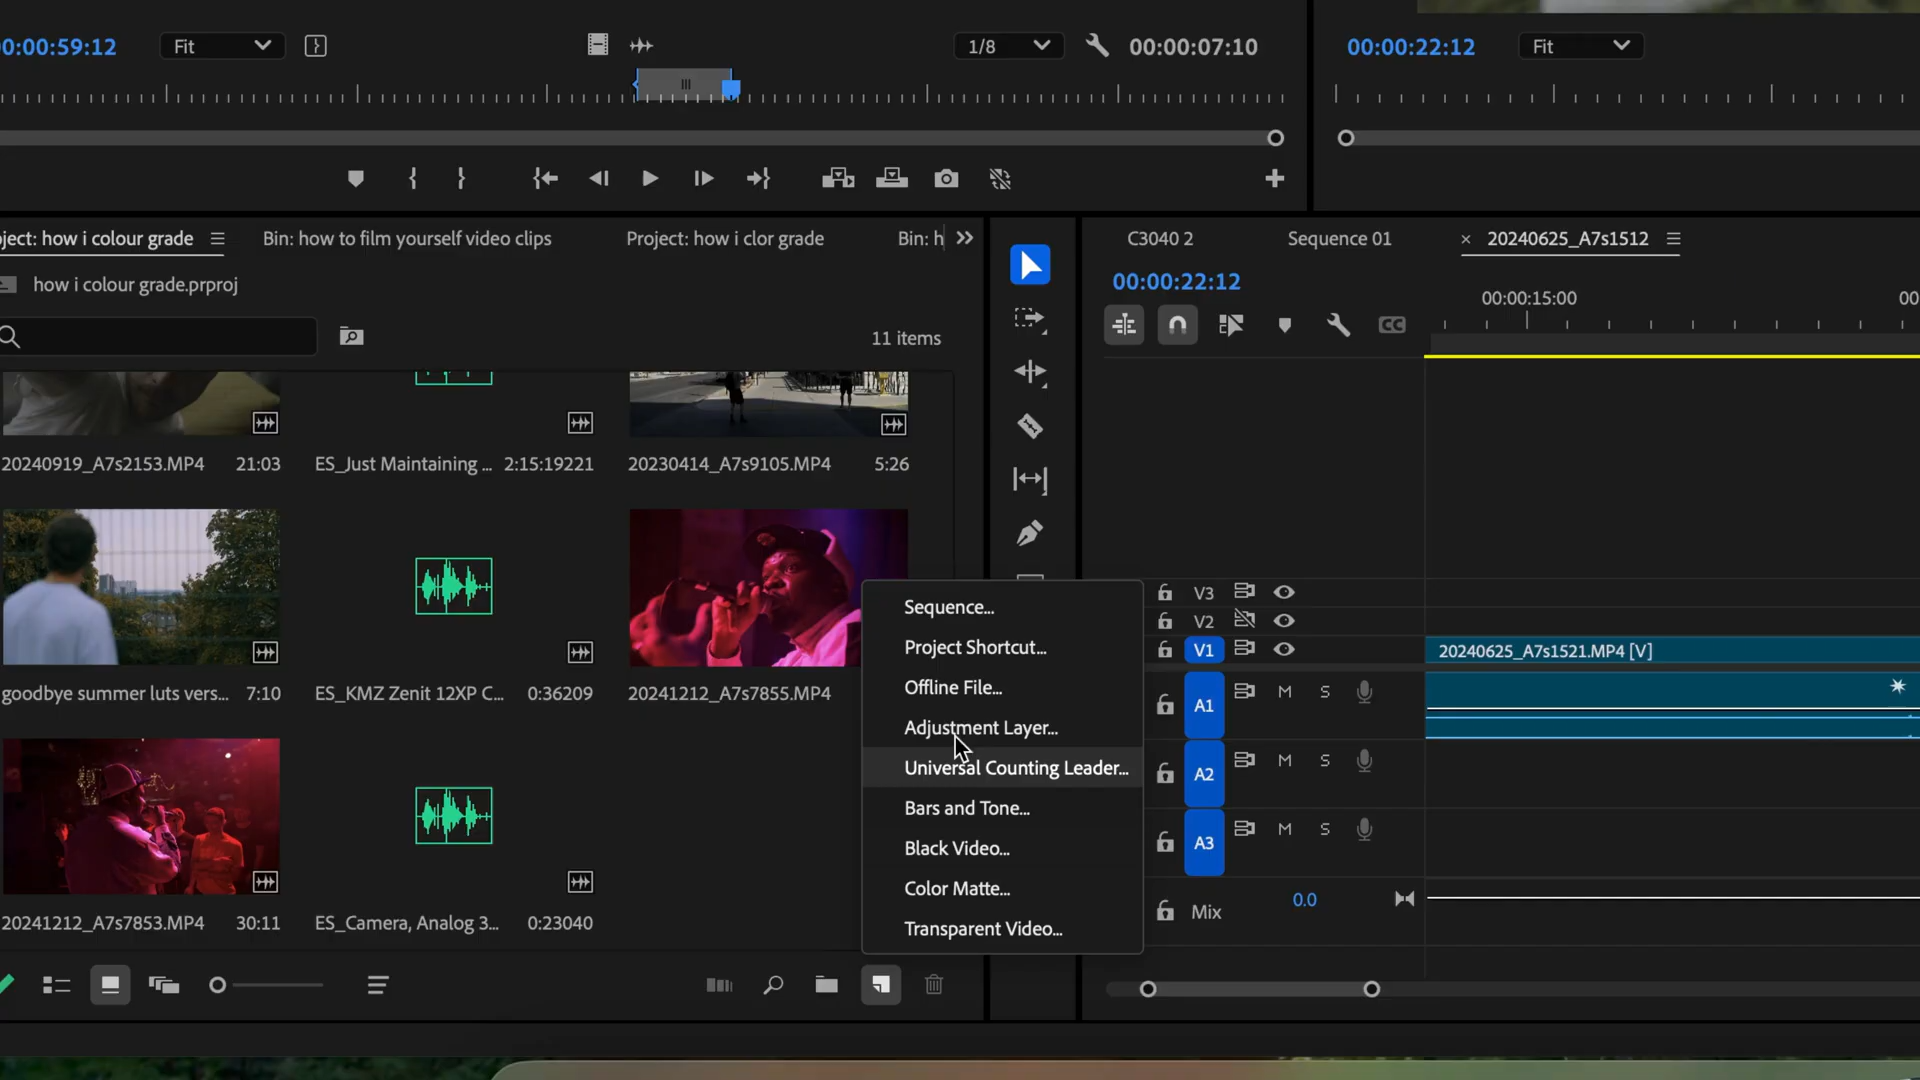 0:00:59:12
Fit
1/8
00:00:07:10
00:00:22:12
Fit
ject: how i colour grade
Bin: how to film yourself video clips
Project: how i clor grade
Bin: h
how i colour grade.prproj
11 items
20240919_A7s2153.MP4
21:03
ES_Just Maintaining ...
2:15:19221
20230414_A7s9105.MP4
5:26
goodbye summer luts vers...
7:10
ES_KMZ Zenit 12XP C...
0:36209
20241212_A7s7855.MP4
20241212_A7s7853.MP4
30:11
ES_Camera, Analog 3...
0:23040
Sequence...
Project Shortcut...
Offline File...
Adjustment Layer...
Universal Counting Leader...
Bars and Tone...
Black Video...
Color Matte...
Transparent Video...
C3040 2
Sequence 01
× 20240625_A7s1512
00:00:22:12
00:00:15:00
00
CC
V3
V2
V1
20240625_A7s1521.MP4 [V]
A1
M
S
A2
M
S
A3
M
S
Mix
0.0